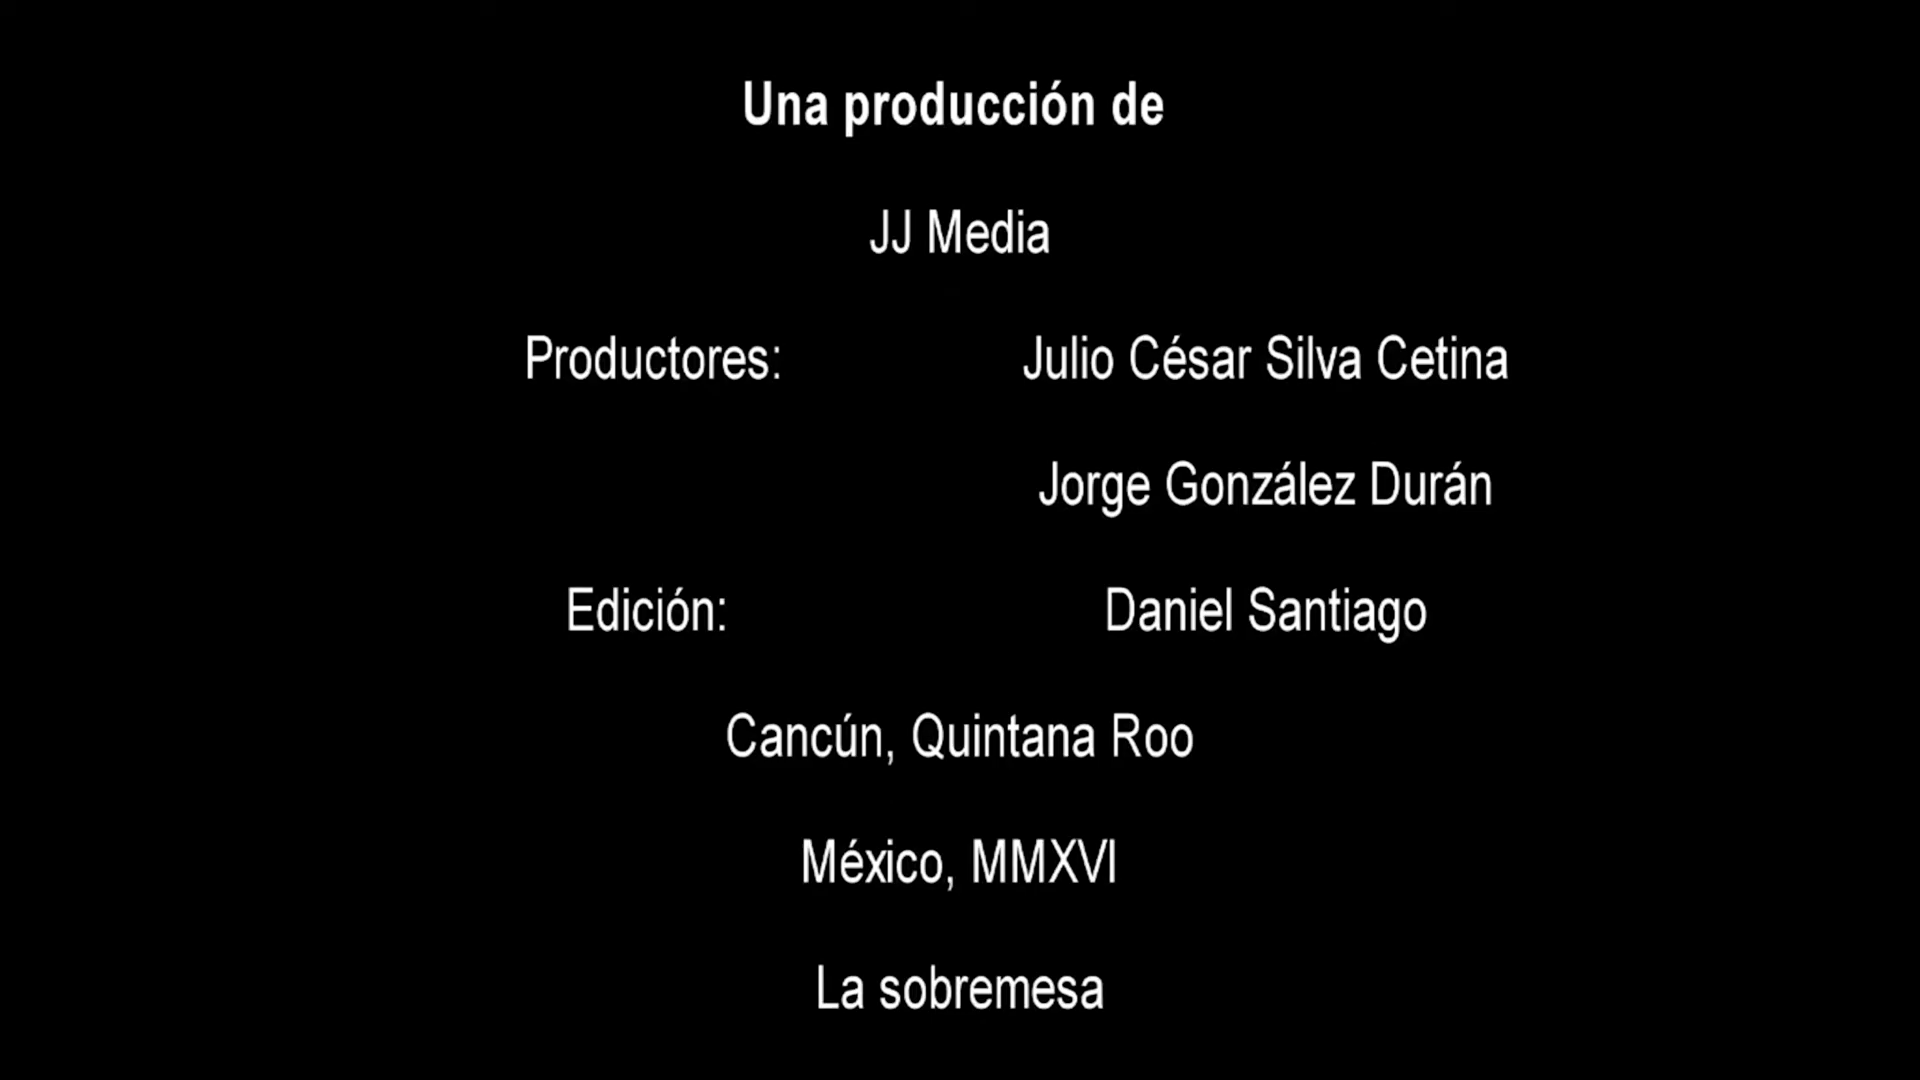 Una producción de
JJ Media
Productores: Julio César Silva Cetina
Jorge González Durán
Edición: Daniel Santiago
Cancún, Quintana Roo
México, MMXVI
La sobremesa